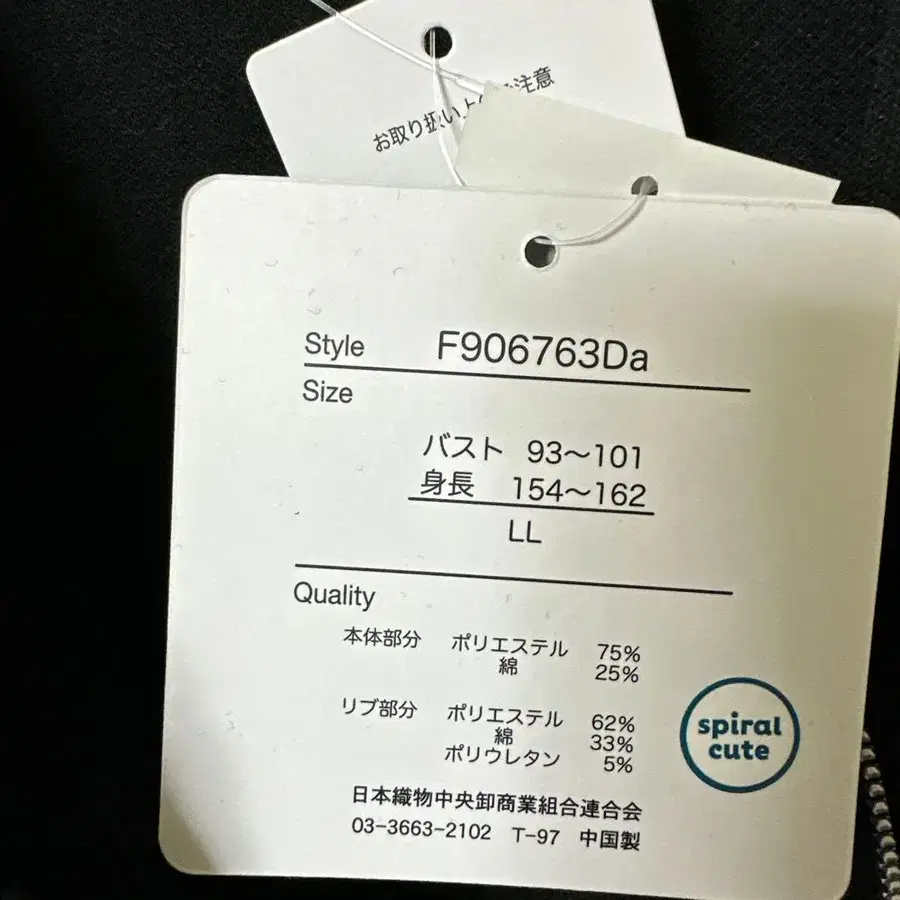 お取り扱い上の ご注意
Style F906763Da
Size
バスト 93〜101
身長 154〜162
LL
Quality
本体部分 ポリエステル 75%
綿 25%
リブ部分 ポリエステル 62%
綿 33%
ポリウレタン 5%
spiral
cute
日本織物中央卸商業組合連合会
03-3663-2102 T-97 中国製